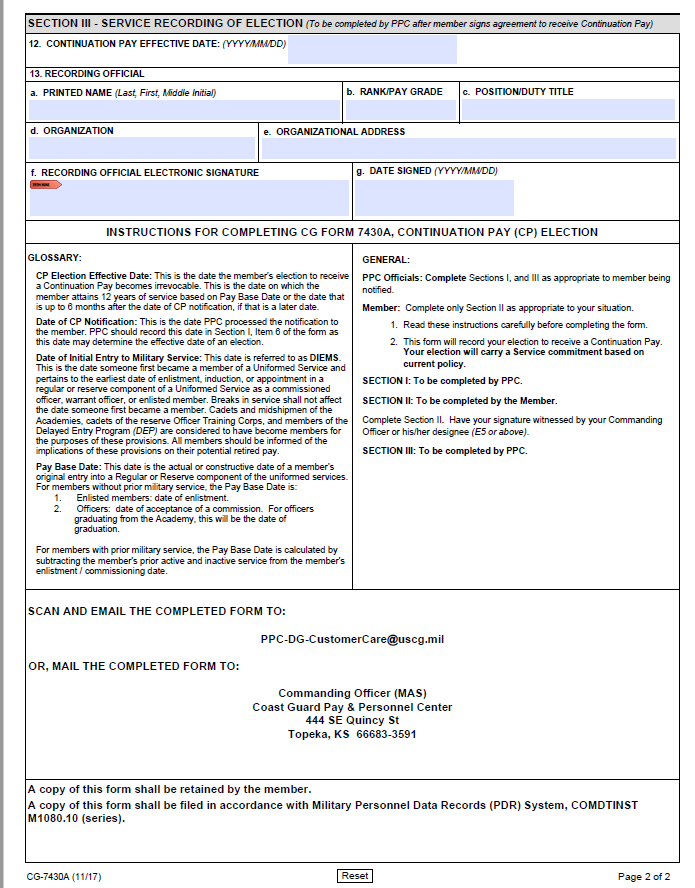 SECTION III - SERVICE RECORDING OF ELECTION (To be completed by PPC after member signs agreement to receive Continuation Pay)
12. CONTINUATION PAY EFFECTIVE DATE: (YYYY/MM/DD)
13. RECORDING OFFICIAL
a. PRINTED NAME (Last, First, Middle Initial)
b. RANK/PAY GRADE
c. POSITION/DUTY TITLE
d. ORGANIZATION
e. ORGANIZATIONAL ADDRESS
f. RECORDING OFFICIAL ELECTRONIC SIGNATURE
g. DATE SIGNED (YYYY/MM/DD)
INSTRUCTIONS FOR COMPLETING CG FORM 7430A, CONTINUATION PAY (CP) ELECTION
GLOSSARY:
CP Election Effective Date: This is the date the member's election to receive
a Continuation Pay becomes irrevocable. This is the date on which the
member attains 12 years of service based on Pay Base Date or the date that
is up to 6 months after the date of CP notification, if that is a later date.
Date of CP Notification: This is the date PPC processed the notification to
the member. PPC should record this date in Section I, Item 6 of the form as
this date may determine the effective date of an election.
Date of Initial Entry to Military Service: This date is referred to as DIEMS.
This is the date someone first became a member of a Uniformed Service and
pertains to the earliest date of enlistment, induction, or appointment in a
regular or reserve component of a Uniformed Service as a commissioned
officer, warrant officer, or enlisted member. Breaks in service shall not affect
the date someone first became a member. Cadets and midshipmen of the
Academies, cadets of the reserve Officer Training Corps, and members of the
Delayed Entry Program (DEP) are considered to have become members for
the purposes of these provisions. All members should be informed of the
implications of these provisions on their potential retired pay.
Pay Base Date: This date is the actual or constructive date of a member's
original entry into a Regular or Reserve component of the uniformed services.
For members without prior military service, the Pay Base Date is:
1. Enlisted members: date of enlistment.
2. Officers: date of acceptance of a commission. For officers
graduating from the Academy, this will be the date of
graduation.
For members with prior military service, the Pay Base Date is calculated by
subtracting the member's prior active and inactive service from the member's
enlistment / commissioning date.
GENERAL:
PPC Officials: Complete Sections I, and III as appropriate to member being
notified.
Member: Complete only Section II as appropriate to your situation.
1. Read these instructions carefully before completing the form.
2. This form will record your election to receive a Continuation Pay.
Your election will carry a Service commitment based on
current policy.
SECTION I: To be completed by PPC.
SECTION II: To be completed by the Member.
Complete Section II. Have your signature witnessed by your Commanding
Officer or his/her designee (E5 or above).
SECTION III: To be completed by PPC.
SCAN AND EMAIL THE COMPLETED FORM TO:
PPC-DG-CustomerCare@uscg.mil
OR, MAIL THE COMPLETED FORM TO:
Commanding Officer (MAS)
Coast Guard Pay & Personnel Center
444 SE Quincy St
Topeka, KS 66683-3591
A copy of this form shall be retained by the member.
A copy of this form shall be filed in accordance with Military Personnel Data Records (PDR) System, COMDTINST
M1080.10 (series).
CG-7430A (11/17)
Reset
Page 2 of 2